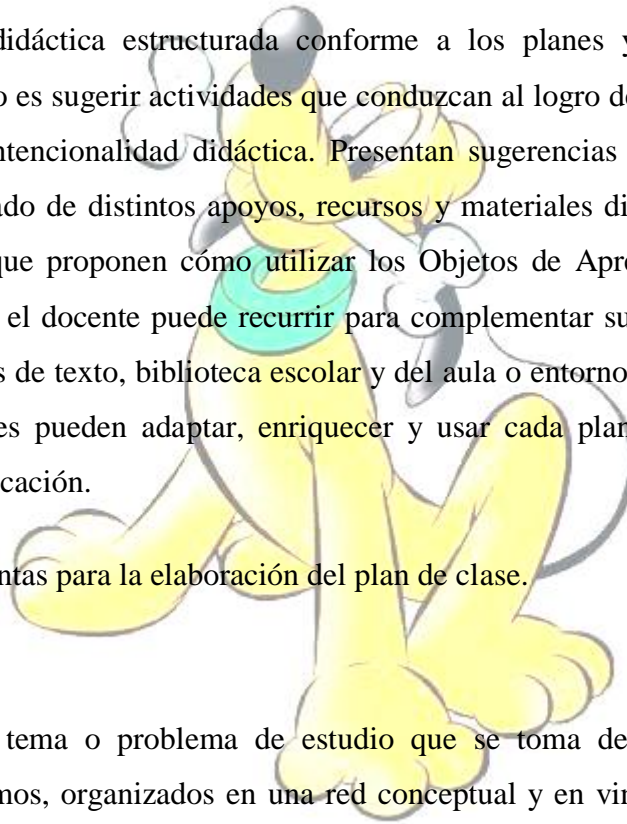 didáctica estructurada conforme a los planes y
o es sugerir actividades que conduzcan al logro de
ntencionalidad didáctica. Presentan sugerencias
ado de distintos apoyos, recursos y materiales di
que proponen cómo utilizar los Objetos de Apre
el docente puede recurrir para complementar su
s de texto, biblioteca escolar y del aula o entorno
es pueden adaptar, enriquecer y usar cada plan
cación.
ntas para la elaboración del plan de clase.
tema o problema de estudio que se toma de
mos, organizados en una red conceptual y en vin